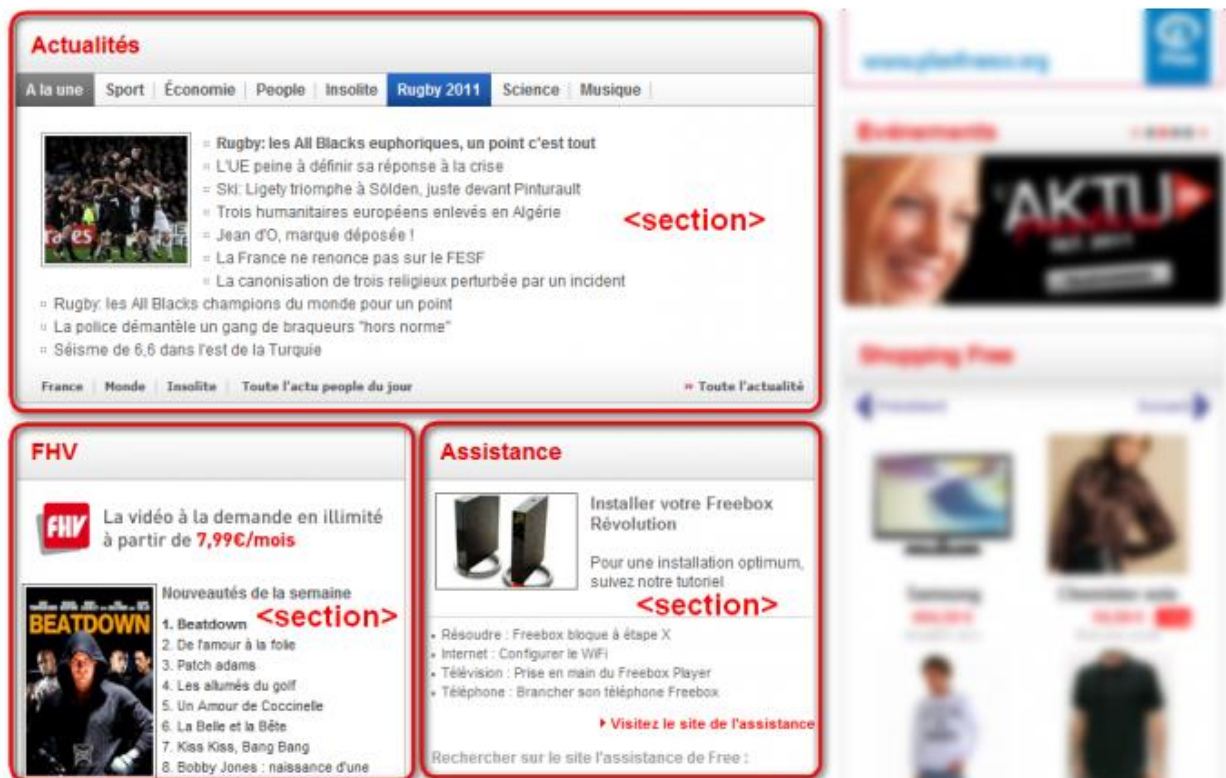 Actualités
A la une Sport Économie People Insolite Rugby 2011 Science Musique
Rugby: les All Blacks euphoriques, un point c'est tout
L'UE peine à définir sa réponse à la crise
Ski: Ligety triomphe à Sölden, juste devant Pinturault
Trois humanitaires européens enlevés en Algérie
<section>
Jean d'O, marque déposée !
La France ne renonce pas sur le FESF
La canonisation de trois religieux perturbée par un incident
Rugby: les All Blacks champions du monde pour un point
La police démantèle un gang de braqueurs "hors norme"
Séisme de 6,6 dans l'est de la Turquie
France Monde Insolite Toute l'actu people du jour
» Toute l'actualité
FHV
FHV
La vidéo à la demande en illimité
à partir de 7,99€/mois
BEATDOWN
Nouveautés de la semaine
<section>
1. Beatdown
2. De l'amour à la folie
3. Patch adams
4. Les allumés du golf
5. Un Amour de Coccinelle
6. La Belle et la Bête
7. Kiss Kiss, Bang Bang
8. Bobby Jones : naissance d'une
Assistance
Installer votre Freebox
Révolution
Pour une installation optimum,
suivez notre tutoriel
<section>
Résoudre : Freebox bloque à étape X
Internet : Configurer le WiFi
Télévision : Prise en main du Freebox Player
Téléphone : Brancher son téléphone Freebox
Visitez le site de l'assistance
Rechercher sur le site l'assistance de Free :
www.planfrance.org
Evénements
AKTU
Shopping Free
Samsung